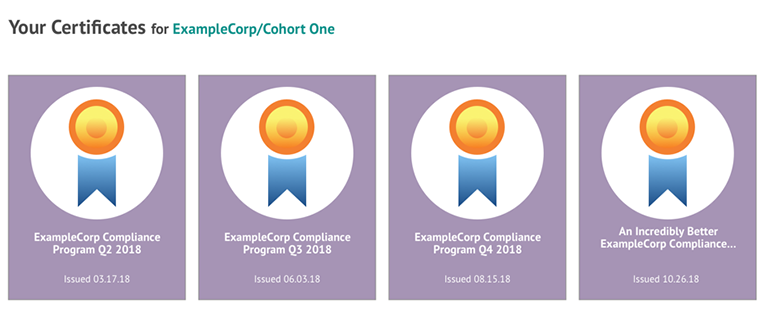 Your Certificates for ExampleCorp/Cohort One
ExampleCorp Compliance
Program Q2 2018
Issued 03.17.18
ExampleCorp Compliance
Program Q3 2018
Issued 06.03.18
ExampleCorp Compliance
Program Q4 2018
Issued 08.15.18
An Incredibly Better
ExampleCorp Compliance...
Issued 10.26.18